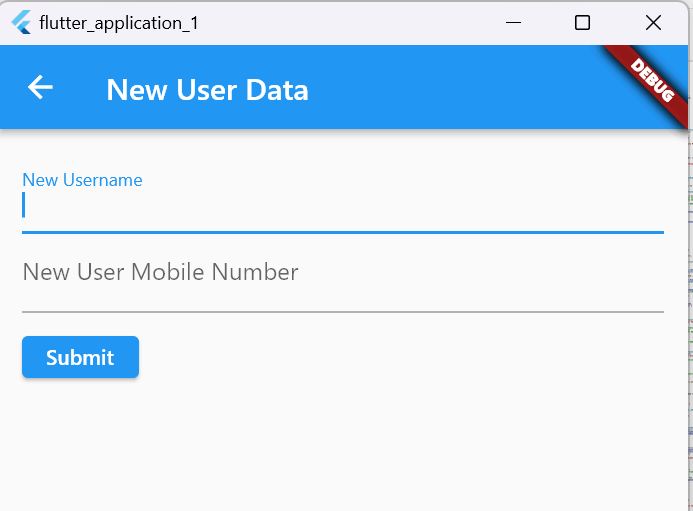 flutter_application_1
New User Data
DEBUG
New Username
New User Mobile Number
Submit